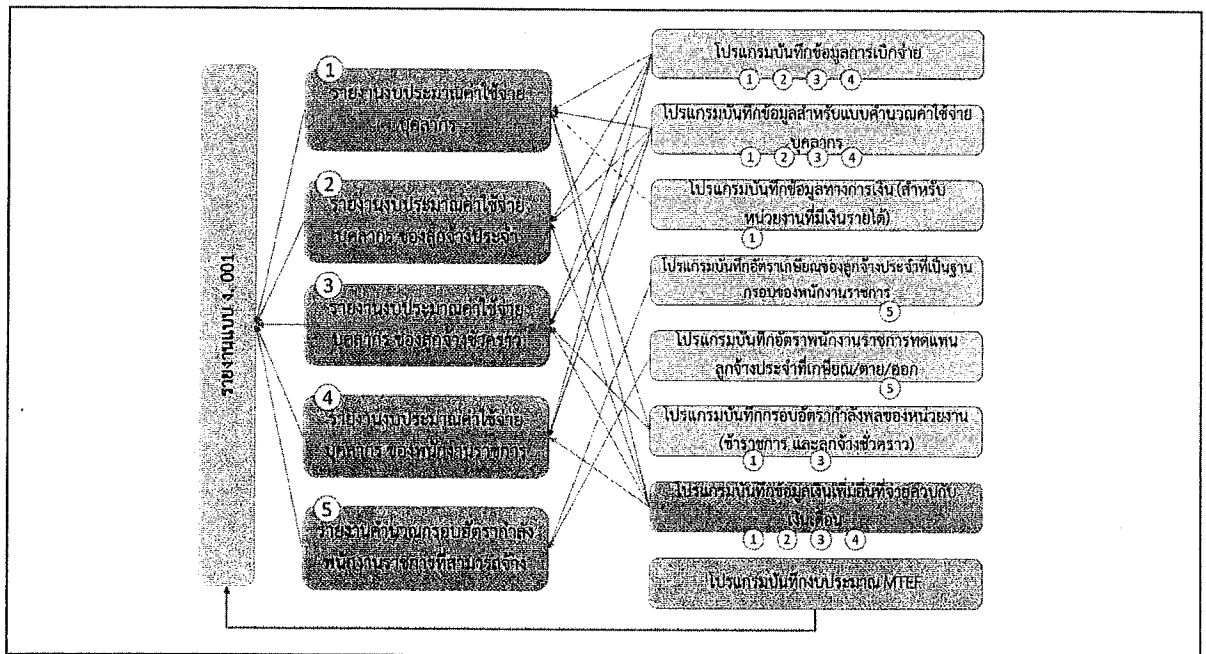 รายงานแบบ ง. 001
1
รายงานงบประมาณค่าใช้จ่าย
บุคลากร
2
รายงานงบประมาณค่าใช้จ่าย
บุคลากร ของลูกจ้างประจำ
3
รายงานงบประมาณค่าใช้จ่าย
บุคลากร ของลูกจ้างชั่วคราว
4
รายงานงบประมาณค่าใช้จ่าย
บุคลากร ของพนักงานราชการ
5
รายงานคำนวณกรอบอัตรากำลัง
พนักงานราชการที่สามารถจ้าง
โปรแกรมบันทึกข้อมูลการเบิกจ่าย
1 2 3 4
โปรแกรมบันทึกข้อมูลสำหรับแบบคำนวณค่าใช้จ่าย
บุคลากร
1 2 3 4
โปรแกรมบันทึกข้อมูลทางการเงิน (สำหรับ
หน่วยงานที่มีเงินรายได้)
1
โปรแกรมบันทึกอัตราเกษียณของลูกจ้างประจำที่เป็นฐาน
กรอบของพนักงานราชการ
5
โปรแกรมบันทึกอัตราพนักงานราชการทดแทน
ลูกจ้างประจำที่เกษียณ/ตาย/ออก
5
โปรแกรมบันทึกกรอบอัตรากำลังพลของหน่วยงาน
(ข้าราชการ และลูกจ้างชั่วคราว)
1 3
โปรแกรมบันทึกข้อมูลเงินเพิ่มอื่นที่จ่ายควบกับ
เงินเดือน
1 2 3 4
โปรแกรมบันทึกงบประมาณ MTEF